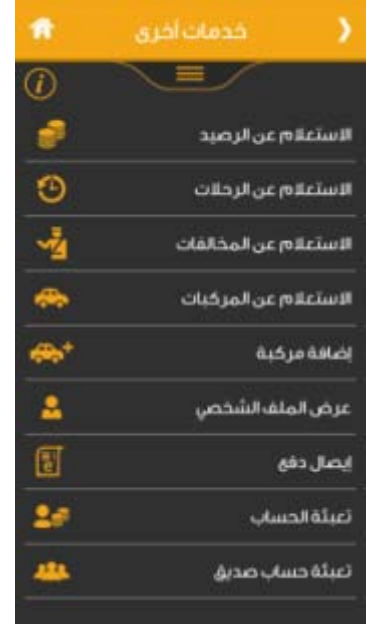 خدمات أخرى
الاستعلام عن الرصيد
الاستعلام عن الرحلات
الاستعلام عن المخالفات
الاستعلام عن المركبات
إضافة مركبة
عرض الملف الشخصي
إيصال دفع
تعبئة الحساب
تعبئة حساب صديق